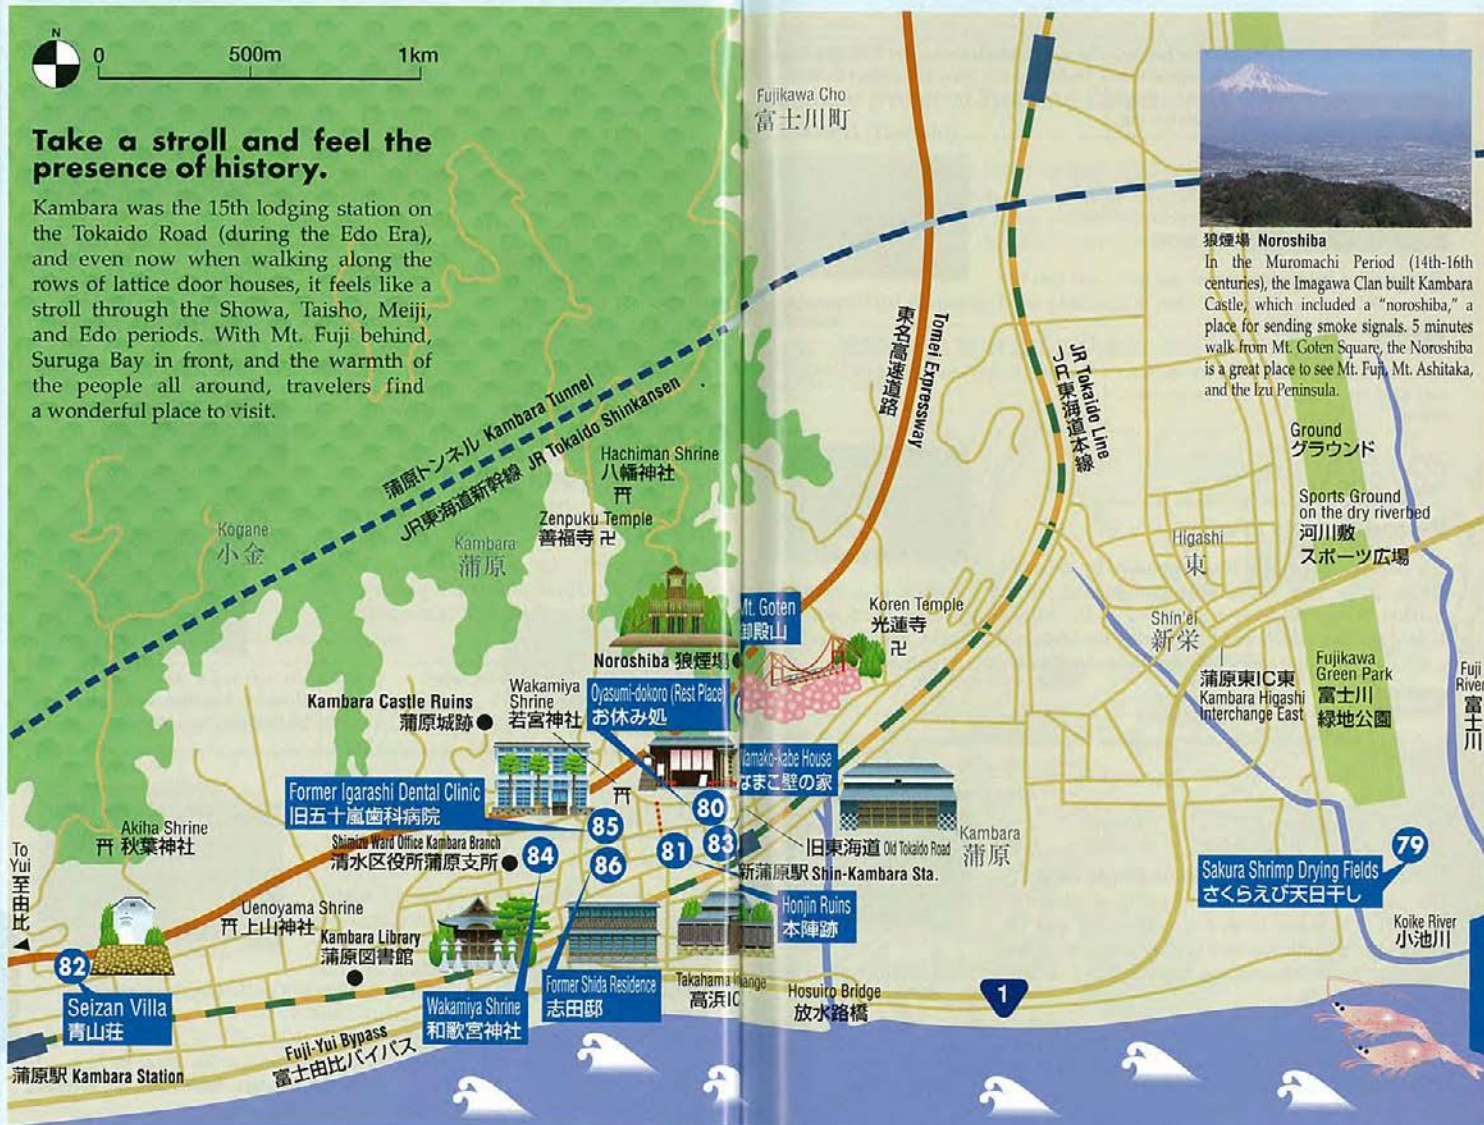 N
0 500m 1km
Take a stroll and feel the
presence of history.
Kambara was the 15th lodging station on
the Tokaido Road (during the Edo Era),
and even now when walking along the
rows of lattice door houses, it feels like a
stroll through the Showa, Taisho, Meiji,
and Edo periods. With Mt. Fuji behind,
Suruga Bay in front, and the warmth of
the people all around, travelers find
a wonderful place to visit.
Fujikawa Cho
富士川町
狼煙場 Noroshiba
In the Muromachi Period (14th-16th
centuries), the Imagawa Clan built Kambara
Castle, which included a “noroshiba,” a
place for sending smoke signals. 5 minutes
walk from Mt. Goten Square, the Noroshiba
is a great place to see Mt. Fuji, Mt. Ashitaka,
and the Izu Peninsula.
Tomei Expressway
東名高速道路
JR Tokaido Line
JR東海道本線
蒲原トンネル Kambara Tunnel
JR東海道新幹線 JR Tokaido Shinkansen
Hachiman Shrine
八幡神社
Zenpuku Temple
善福寺 卍
Kogane
小金
Kambara
蒲原
Ground
グラウンド
Sports Ground
on the dry riverbed
河川敷
スポーツ広場
Higashi
東
Shin'ei
新栄
蒲原東IC東
Kambara Higashi
Interchange East
Fujikawa
Green Park
富士川
緑地公園
Fuji
River
富士川
Mt. Goten
御殿山
Koren Temple
光蓮寺
卍
Noroshiba 狼煙場
Kambara Castle Ruins
蒲原城跡
Wakamiya
Shrine
若宮神社
Oyasumi-dokoro (Rest Place)
お休み処
Namako-kabe House
なまこ壁の家
Former Igarashi Dental Clinic
旧五十嵐歯科病院
80
85
81
83
84
86
Shimizu Ward Office Kambara Branch
清水区役所蒲原支所
Akiha Shrine
秋葉神社
To
Yui
至由比
旧東海道 Old Tokaido Road
新蒲原駅 Shin-Kambara Sta.
Kambara
蒲原
79
Sakura Shrimp Drying Fields
さくらえび天日干し
Honjin Ruins
本陣跡
Koike River
小池川
Uenoyama Shrine
上山神社
Kambara Library
蒲原図書館
82
Seizan Villa
青山荘
Wakamiya Shrine
和歌宮神社
Former Shida Residence
志田邸
Takahama
高浜IC
Hosuiro Bridge
放水路橋
1
Fuji-Yui Bypass
富士由比バイパス
蒲原駅 Kambara Station